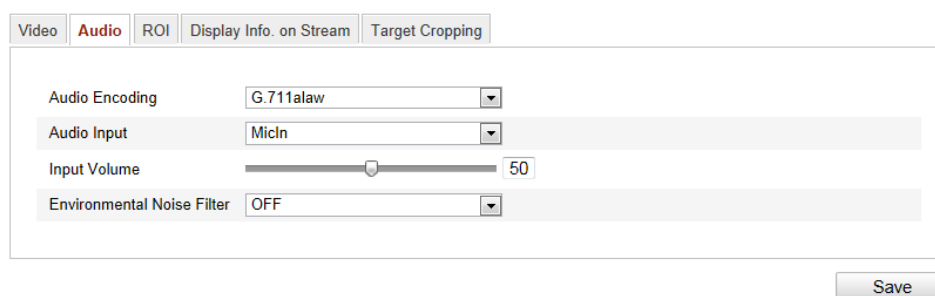 Video Audio ROI Display Info. on Stream Target Cropping
Audio Encoding G.711alaw
Audio Input MicIn
Input Volume 50
Environmental Noise Filter OFF
Save